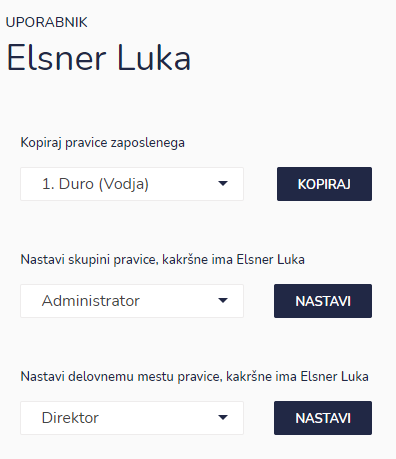 UPORABNIK
Elsner Luka
Kopiraj pravice zaposlenega
1. Duro (Vodja)
KOPIRAJ
Nastavi skupini pravice, kakršne ima Elsner Luka
Administrator
NASTAVI
Nastavi delovnemu mestu pravice, kakršne ima Elsner Luka
Direktor
NASTAVI